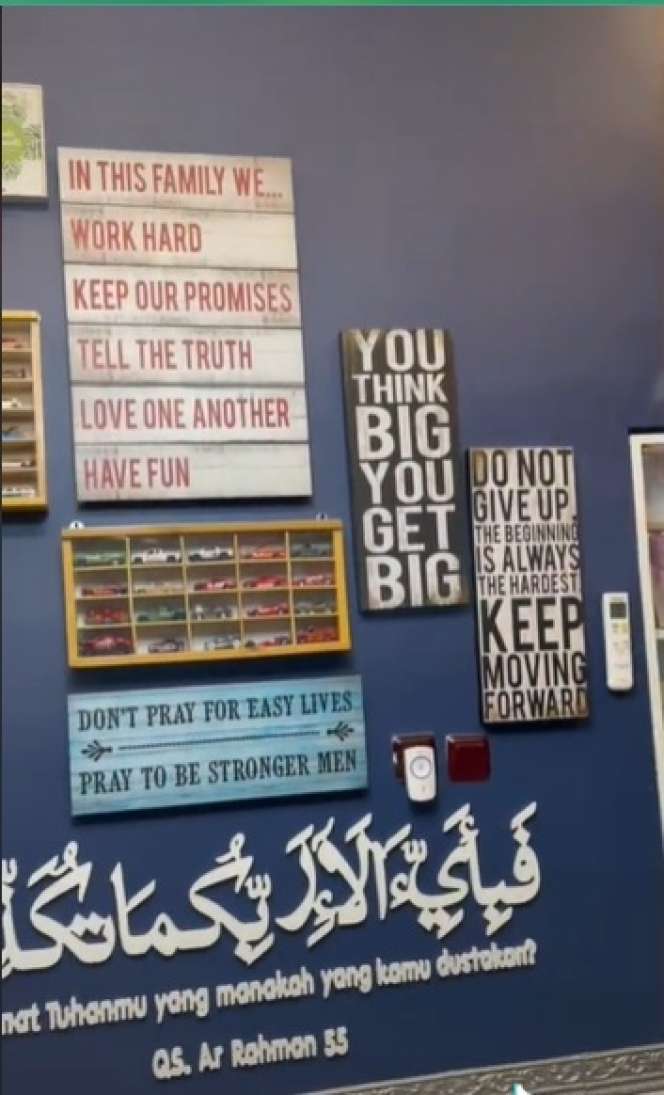 IN THIS FAMILY WE...
WORK HARD
KEEP OUR PROMISES
TELL THE TRUTH
LOVE ONE ANOTHER
HAVE FUN
YOU
THINK
BIG
YOU
GET
BIG
DO NOT
GIVE UP,
THE BEGINNING
IS ALWAYS
THE HARDEST
KEEP
MOVING
FORWARD
DON'T PRAY FOR EASY LIVES
PRAY TO BE STRONGER MEN
فَبِأَيِّ ءَالَآءِ رَبِّكُمَا
Tuhanmu yang manakah yang kamu dustakan?
QS. Ar Rahman 55